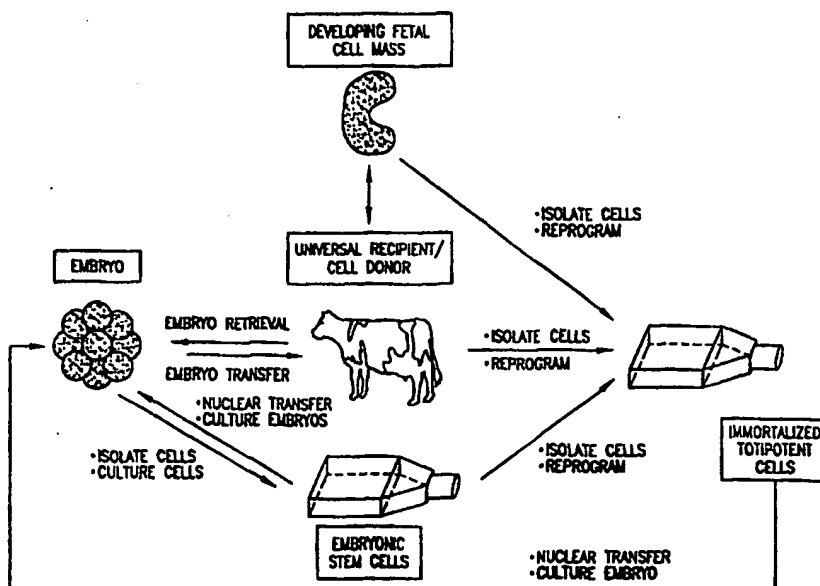 DEVELOPING FETAL
CELL MASS
•ISOLATE CELLS
•REPROGRAM
UNIVERSAL RECIPIENT/
CELL DONOR
EMBRYO
EMBRYO RETRIEVAL
EMBRYO TRANSFER
•ISOLATE CELLS
•REPROGRAM
•NUCLEAR TRANSFER
•CULTURE EMBRYOS
•ISOLATE CELLS
•CULTURE CELLS
•ISOLATE CELLS
•REPROGRAM
IMMORTALIZED
TOTIPOTENT
CELLS
EMBRYONIC
STEM CELLS
•NUCLEAR TRANSFER
•CULTURE EMBRYO